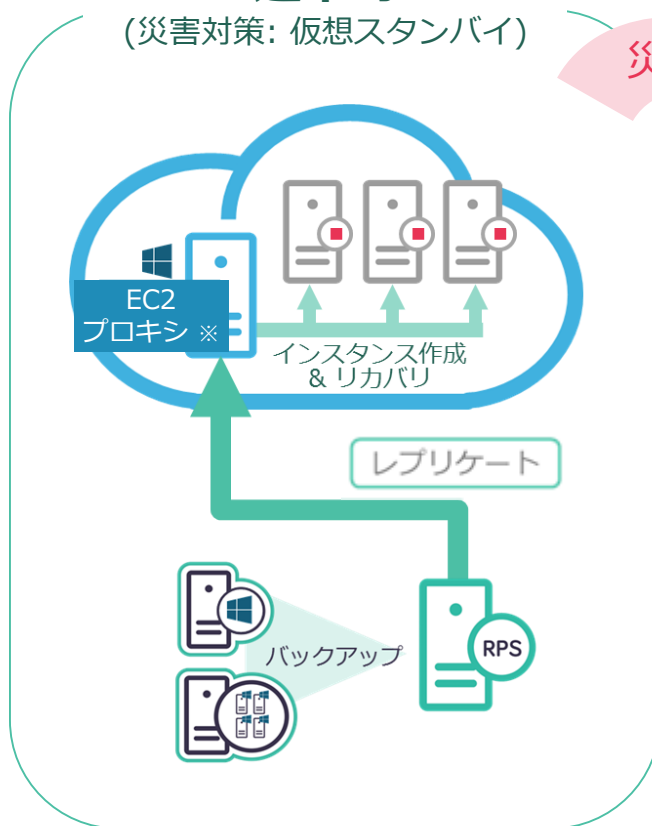 (災害対策: 仮想スタンバイ)
災
EC2
プロキシ ※
インスタンス作成
& リカバリ
レプリケート
バックアップ
RPS